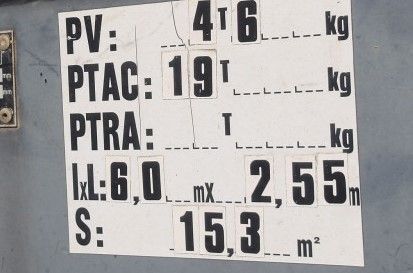 PV: 4T6 kg
PTAC: 19T kg
PTRA: T kg
lxL: 6,0 mX 2,55m
S: 15,3 m²